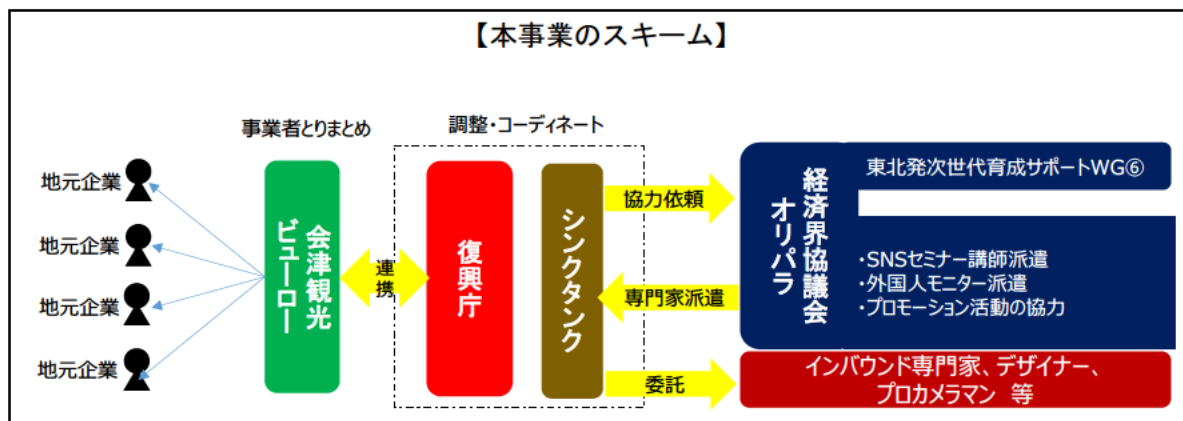 【本事業のスキーム】
事業者とりまとめ
調整・コーディネート
地元企業
地元企業
地元企業
地元企業
会津観光
ビューロー
連携
復興庁
シンクタンク
協力依頼
専門家派遣
委託
経済界協議会
オリパラ
東北発次世代育成サポートWG⑥
・SNSセミナー講師派遣
・外国人モニター派遣
・プロモーション活動の協力
インバウンド専門家、デザイナー、
プロカメラマン 等